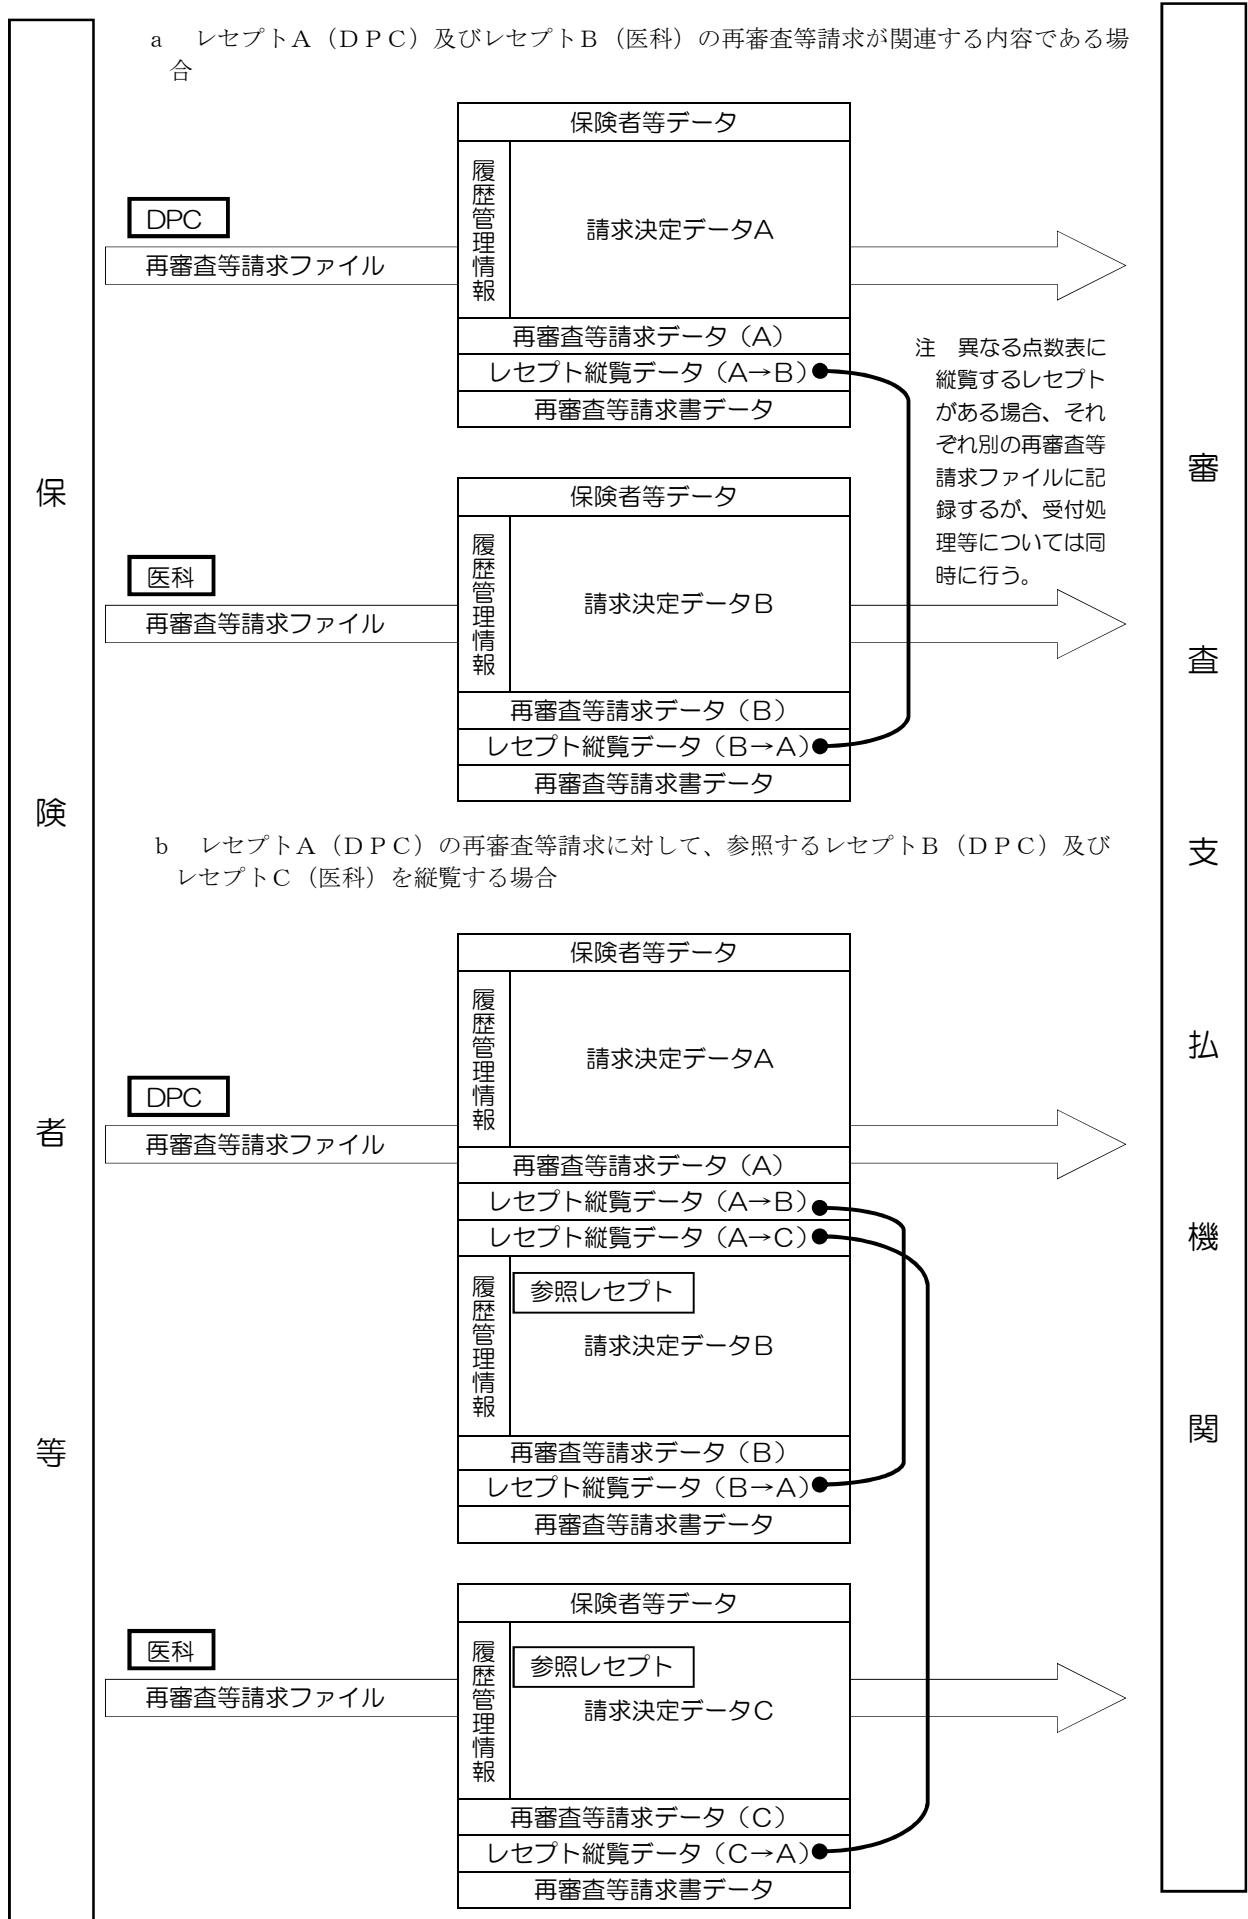 保険者等
a　レセプトA（DPC）及びレセプトB（医科）の再審査等請求が関連する内容である場
合
保険者等データ
履歴管理情報
請求決定データA
DPC
再審査等請求ファイル
再審査等請求データ（A）
レセプト縦覧データ（A→B）
再審査等請求書データ
注　異なる点数表に
縦覧するレセプト
がある場合、それ
ぞれ別の再審査等
請求ファイルに記
録するが、受付処
理等については同
時に行う。
保険者等データ
履歴管理情報
請求決定データB
医科
再審査等請求ファイル
再審査等請求データ（B）
レセプト縦覧データ（B→A）
再審査等請求書データ
b　レセプトA（DPC）の再審査等請求に対して、参照するレセプトB（DPC）及び
レセプトC（医科）を縦覧する場合
保険者等データ
履歴管理情報
請求決定データA
DPC
再審査等請求ファイル
再審査等請求データ（A）
レセプト縦覧データ（A→B）
レセプト縦覧データ（A→C）
履歴管理情報
参照レセプト
請求決定データB
再審査等請求データ（B）
レセプト縦覧データ（B→A）
再審査等請求書データ
保険者等データ
履歴管理情報
参照レセプト
請求決定データC
医科
再審査等請求ファイル
再審査等請求データ（C）
レセプト縦覧データ（C→A）
再審査等請求書データ
審査支払機関